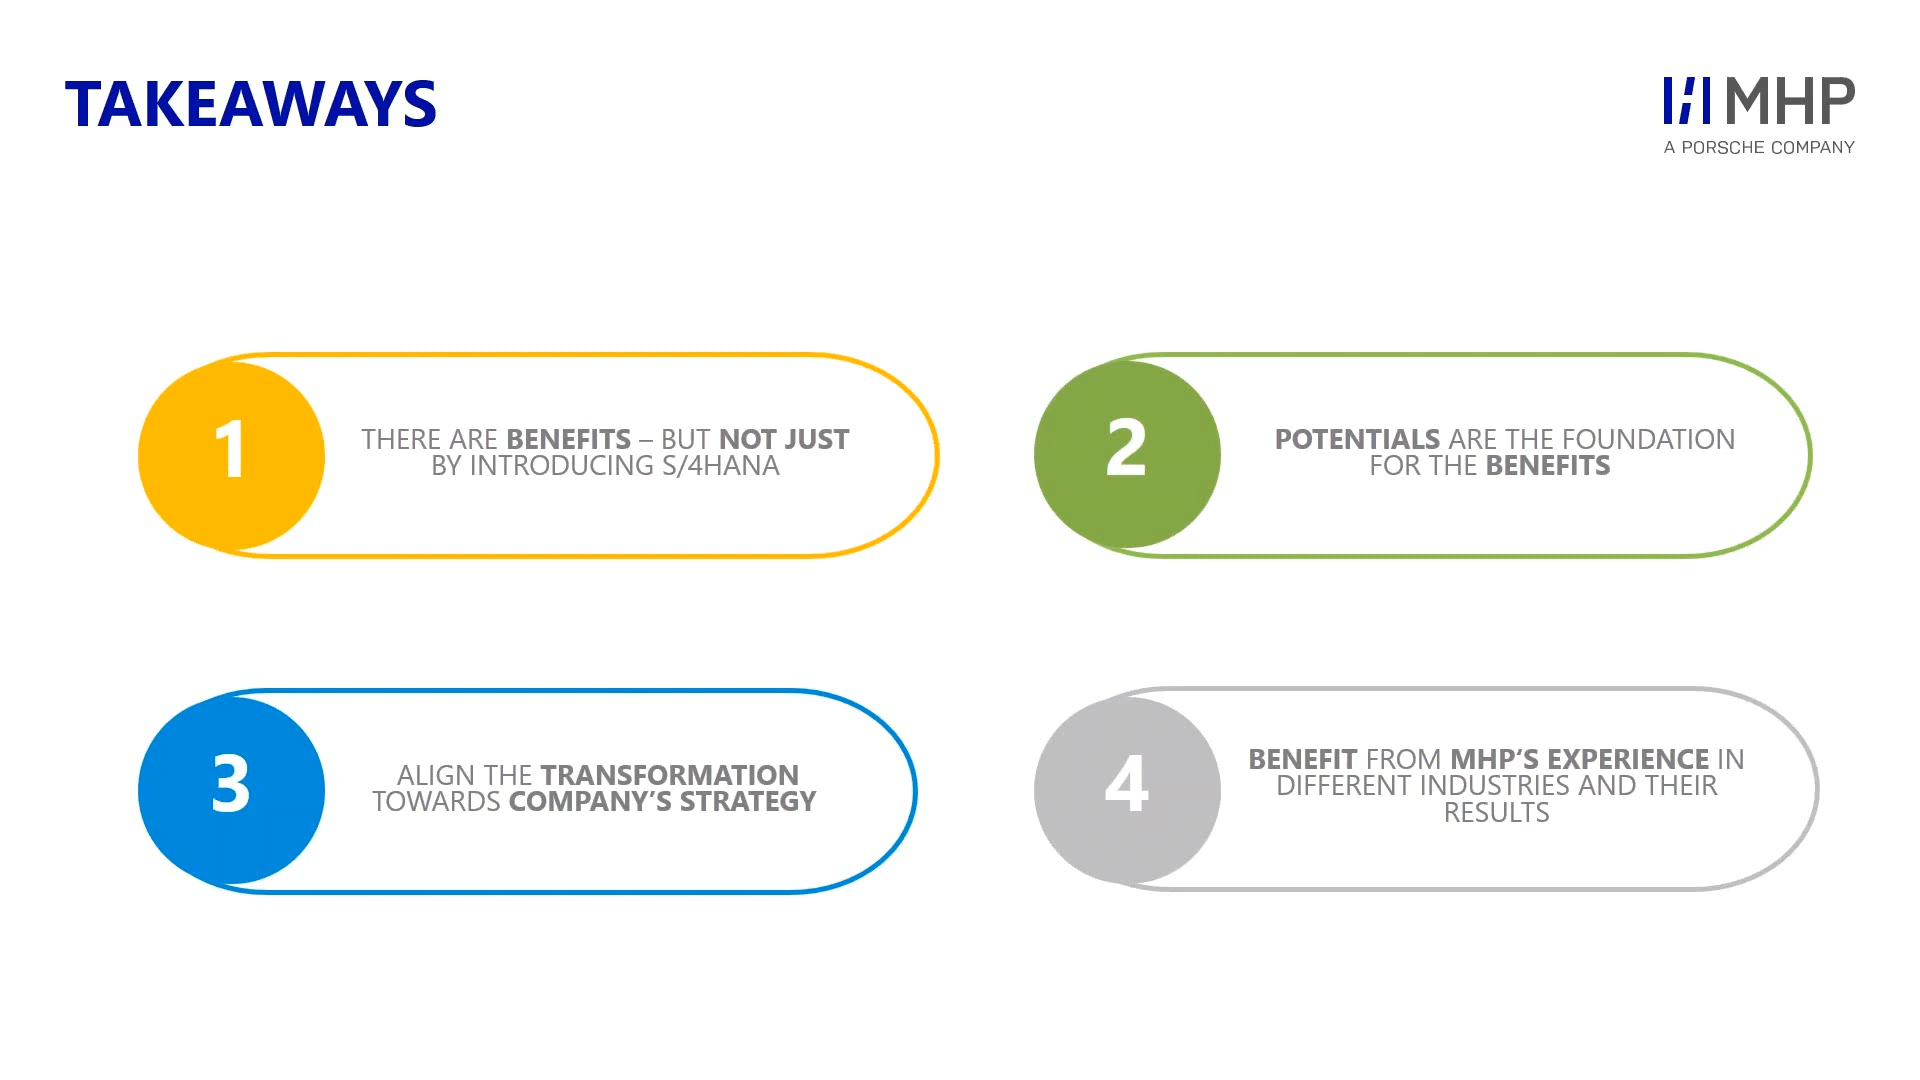 TAKEAWAYS
MHP
A PORSCHE COMPANY
1
THERE ARE BENEFITS – BUT NOT JUST
BY INTRODUCING S/4HANA
2
POTENTIALS ARE THE FOUNDATION
FOR THE BENEFITS
3
ALIGN THE TRANSFORMATION
TOWARDS COMPANY’S STRATEGY
4
BENEFIT FROM MHP‘S EXPERIENCE IN
DIFFERENT INDUSTRIES AND THEIR
RESULTS